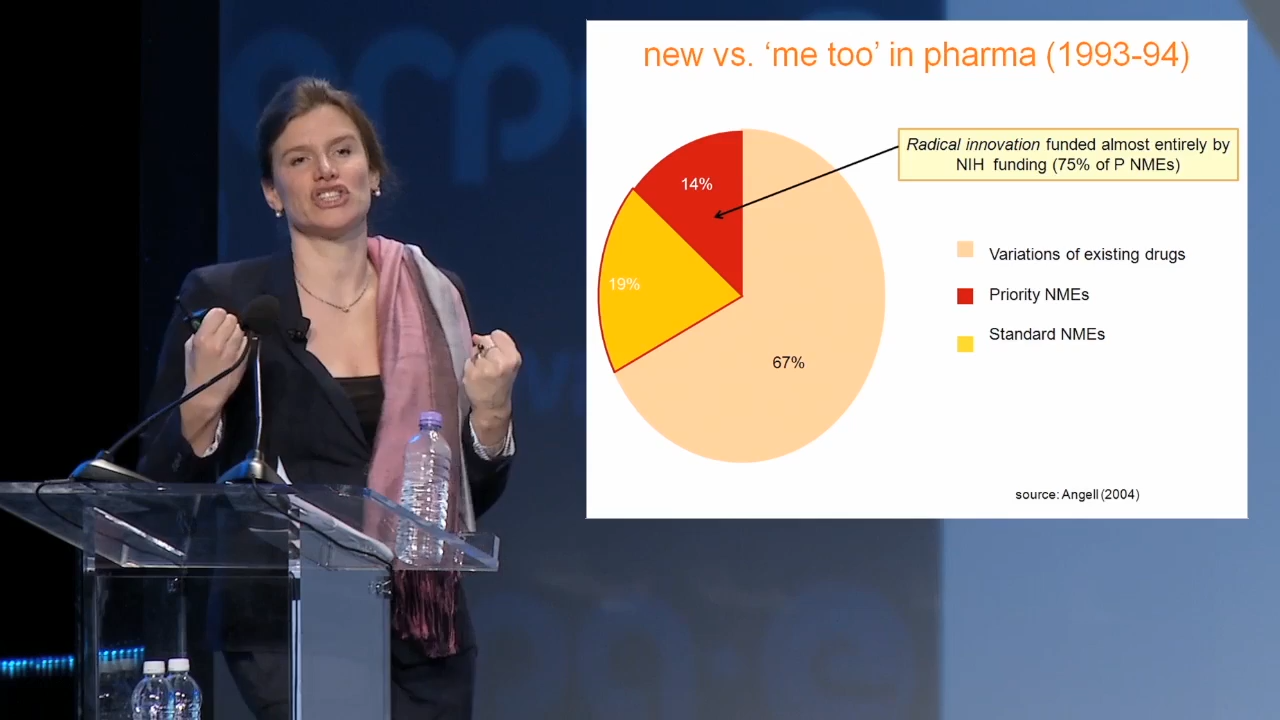 new vs. ‘me too’ in pharma (1993-94)
Radical innovation funded almost entirely by
NIH funding (75% of P NMEs)
14%
19%
67%
Variations of existing drugs
Priority NMEs
Standard NMEs
source: Angell (2004)